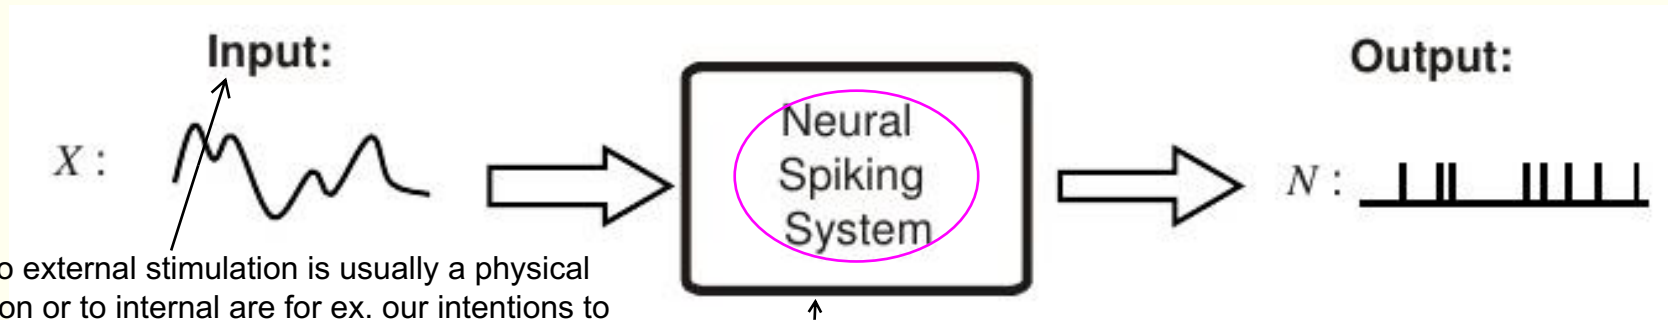 Input:
Output:
X :
Neural
Spiking
System
N :
o external stimulation is usually a physical
on or to internal are for ex. our intentions to